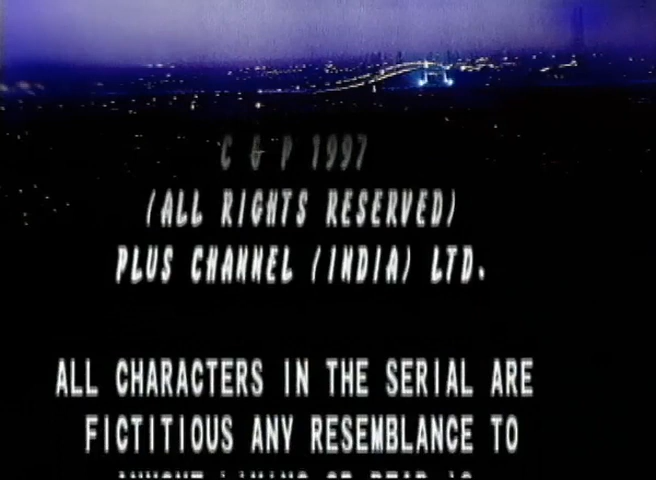 C & P 1997
(ALL RIGHTS RESERVED)
PLUS CHANNEL (INDIA) LTD.
ALL CHARACTERS IN THE SERIAL ARE
FICTITIOUS ANY RESEMBLANCE TO